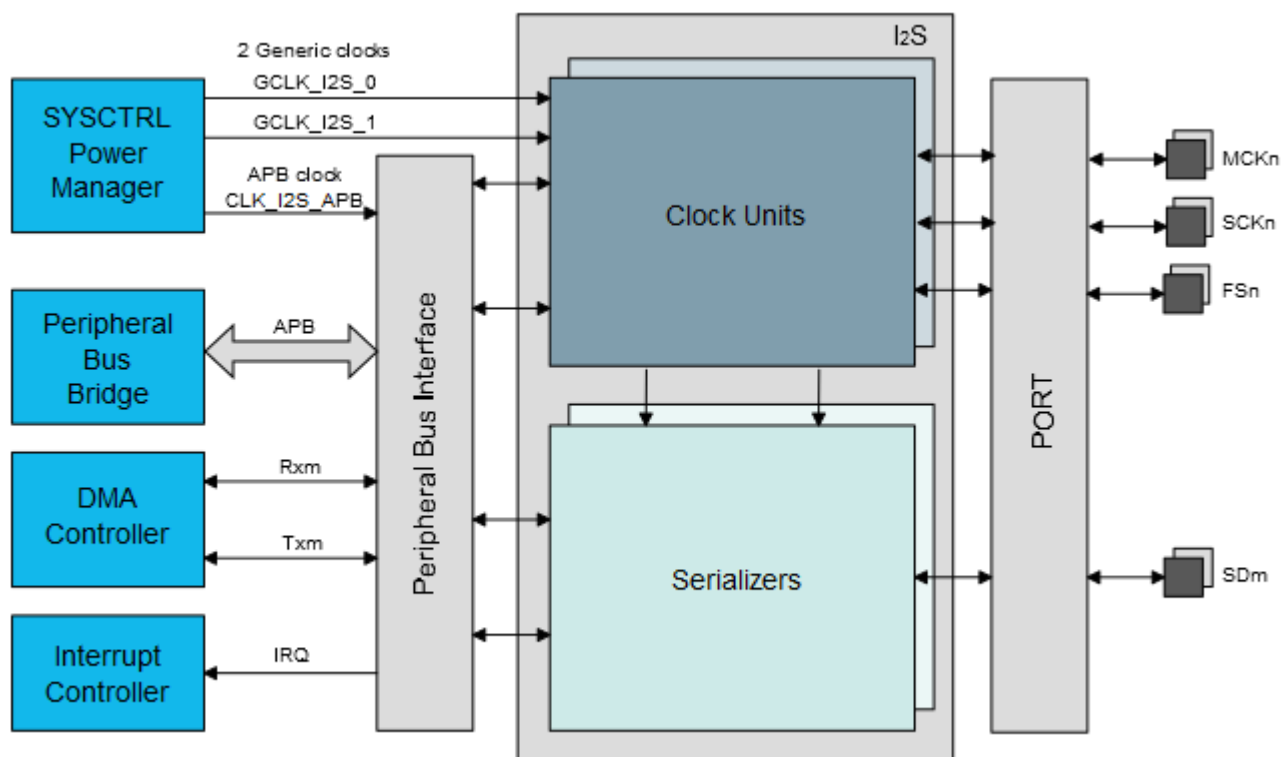 I2S
2 Generic clocks
GCLK_I2S_0
GCLK_I2S_1
SYSCTRL
Power
Manager
APB clock
CLK_I2S_APB
Peripheral
Bus
Bridge
APB
DMA
Controller
Rxm
Txm
Interrupt
Controller
IRQ
Peripheral Bus Interface
Clock Units
Serializers
PORT
MCKn
SCKn
FSn
SDm